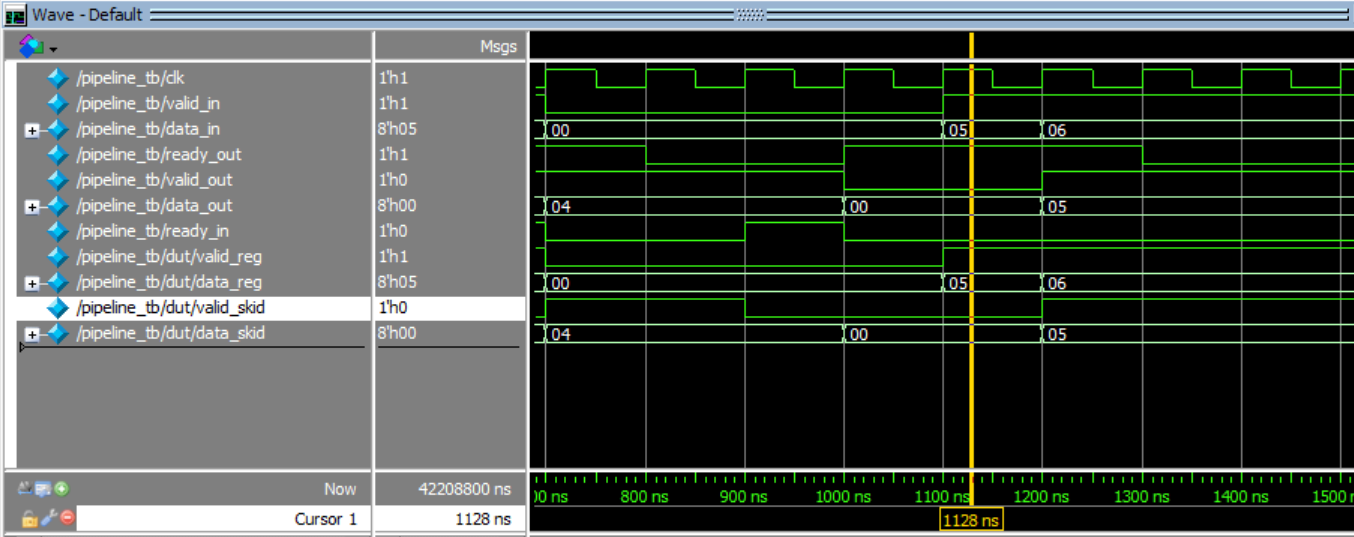 Wave - Default
Msgs
/pipeline_tb/clk 1'h1
/pipeline_tb/valid_in 1'h1
/pipeline_tb/data_in 8'h05 00 05 06
/pipeline_tb/ready_out 1'h1
/pipeline_tb/valid_out 1'h0
/pipeline_tb/data_out 8'h00 04 00 05
/pipeline_tb/ready_in 1'h0
/pipeline_tb/dut/valid_reg 1'h1
/pipeline_tb/dut/data_reg 8'h05 00 05 06
/pipeline_tb/dut/valid_skid 1'h0
/pipeline_tb/dut/data_skid 8'h00 04 00 05
Now 42208800 ns 00 ns 800 ns 900 ns 1000 ns 1100 ns 1200 ns 1300 ns 1400 ns 1500
Cursor 1 1128 ns 1128 ns